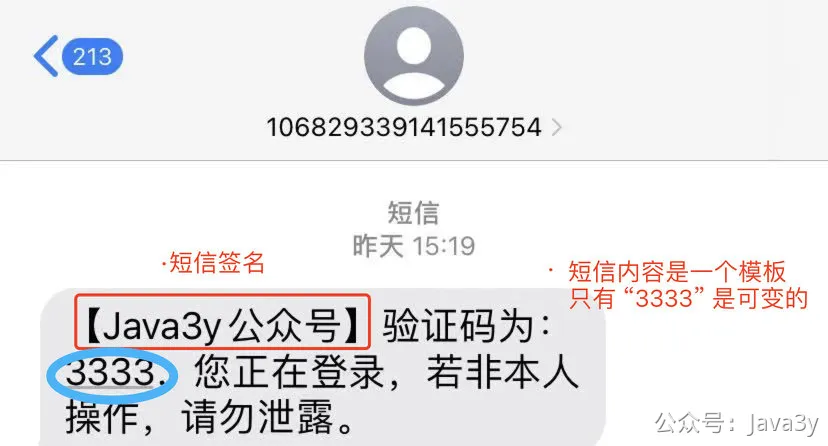 213
106829339141555754
短信
昨天 15:19
·短信签名
· 短信内容是一个模板
只有“3333”是可变的
【Java3y公众号】验证码为：
3333，您正在登录，若非本人
操作，请勿泄露。
公众号：Java3y